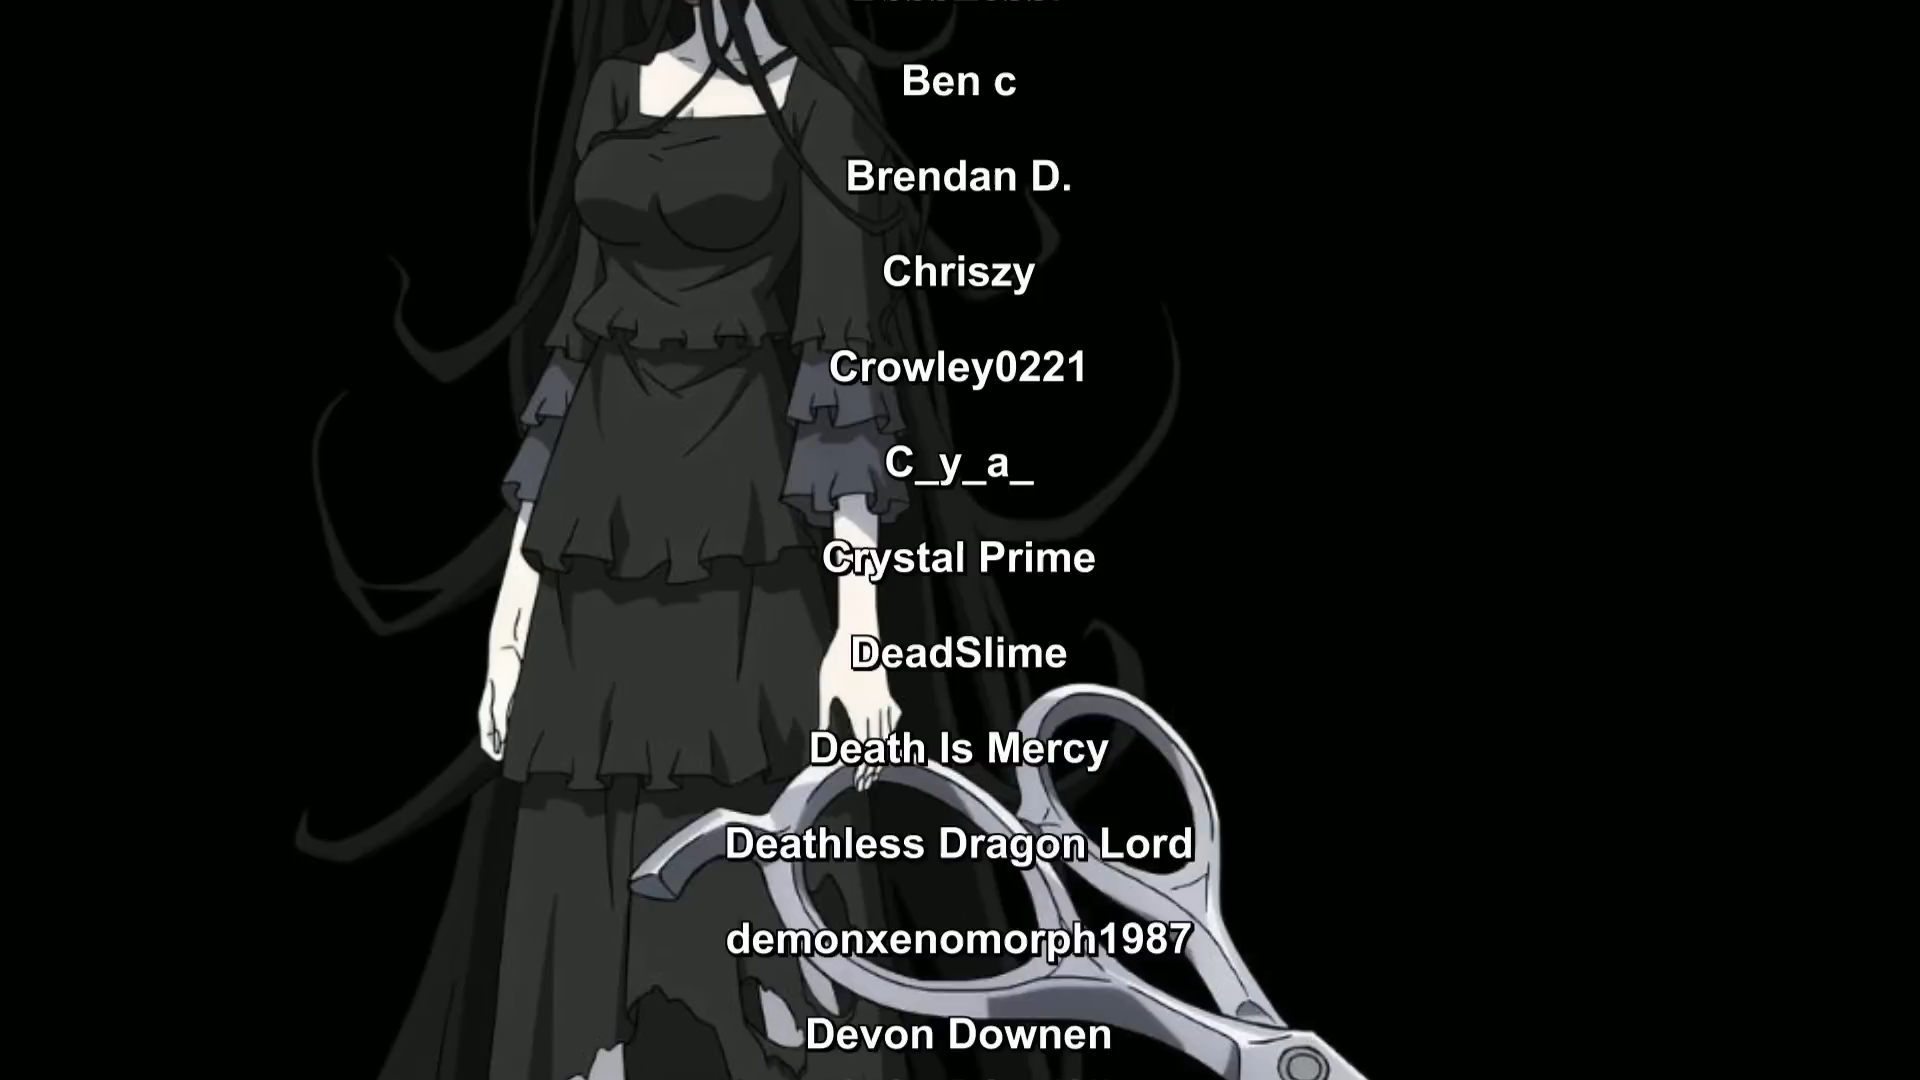 Ben c
Brendan D.
Chriszy
Crowley0221
C_y_a_
Crystal Prime
DeadSlime
Death Is Mercy
Deathless Dragon Lord
demonxenomorph1987
Devon Downen